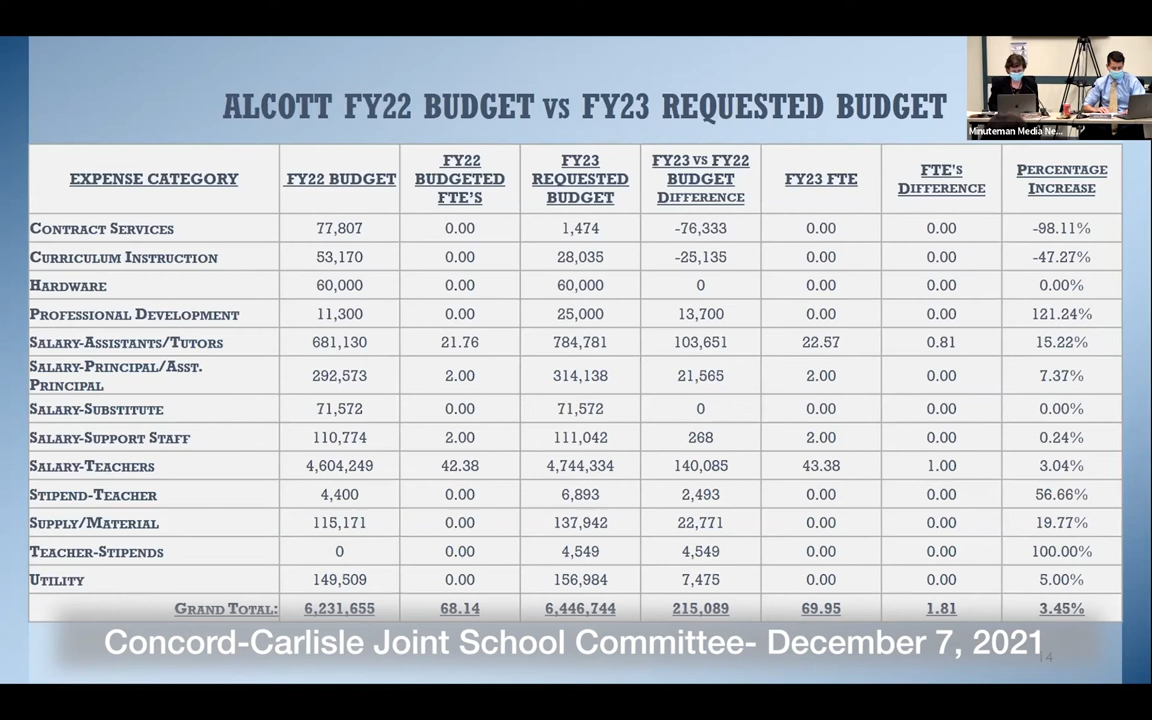 ALCOTT FY22 BUDGET VS FY23 REQUESTED BUDGET
Minuteman Media Ne...
EXPENSE CATEGORY FY22 BUDGET FY22 BUDGETED FTE'S FY23 REQUESTED BUDGET FY23 VS FY22 BUDGET DIFFERENCE FY23 FTE FTE'S DIFFERENCE PERCENTAGE INCREASE
CONTRACT SERVICES 77,807 0.00 1,474 -76,333 0.00 0.00 -98.11%
CURRICULUM INSTRUCTION 53,170 0.00 28,035 -25,135 0.00 0.00 -47.27%
HARDWARE 60,000 0.00 60,000 0 0.00 0.00 0.00%
PROFESSIONAL DEVELOPMENT 11,300 0.00 25,000 13,700 0.00 0.00 121.24%
SALARY-ASSISTANTS/TUTORS 681,130 21.76 784,781 103,651 22.57 0.81 15.22%
SALARY-PRINCIPAL/ASST. PRINCIPAL 292,573 2.00 314,138 21,565 2.00 0.00 7.37%
SALARY-SUBSTITUTE 71,572 0.00 71,572 0 0.00 0.00 0.00%
SALARY-SUPPORT STAFF 110,774 2.00 111,042 268 2.00 0.00 0.24%
SALARY-TEACHERS 4,604,249 42.38 4,744,334 140,085 43.38 1.00 3.04%
STIPEND-TEACHER 4,400 0.00 6,893 2,493 0.00 0.00 56.66%
SUPPLY/MATERIAL 115,171 0.00 137,942 22,771 0.00 0.00 19.77%
TEACHER-STIPENDS 0 0.00 4,549 4,549 0.00 0.00 100.00%
UTILITY 149,509 0.00 156,984 7,475 0.00 0.00 5.00%
GRAND TOTAL: 6,231,655 68.14 6,446,744 215,089 69.95 1.81 3.45%
Concord-Carlisle Joint School Committee- December 7, 2021
14